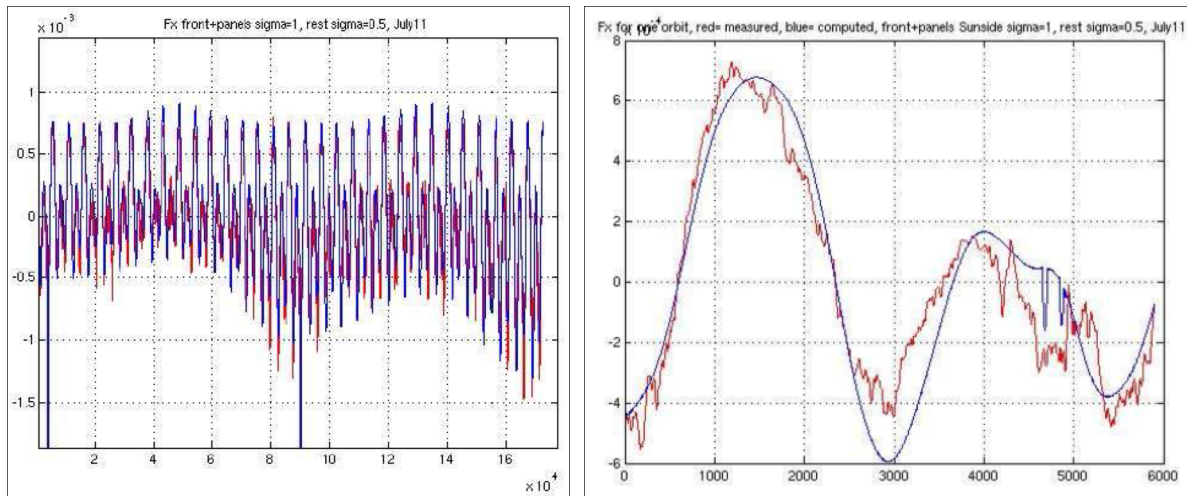 Fx front+panels sigma=1, rest sigma=0.5, July11
x 10^-3
1
0.5
0
-0.5
-1
-1.5
2 4 6 8 10 12 14 16
x 10^4
Fx for one orbit, red= measured, blue= computed, front+panels Sunside sigma=1, rest sigma=0.5, July11
8
6
4
2
0
-2
-4
-6
0 1000 2000 3000 4000 5000 6000